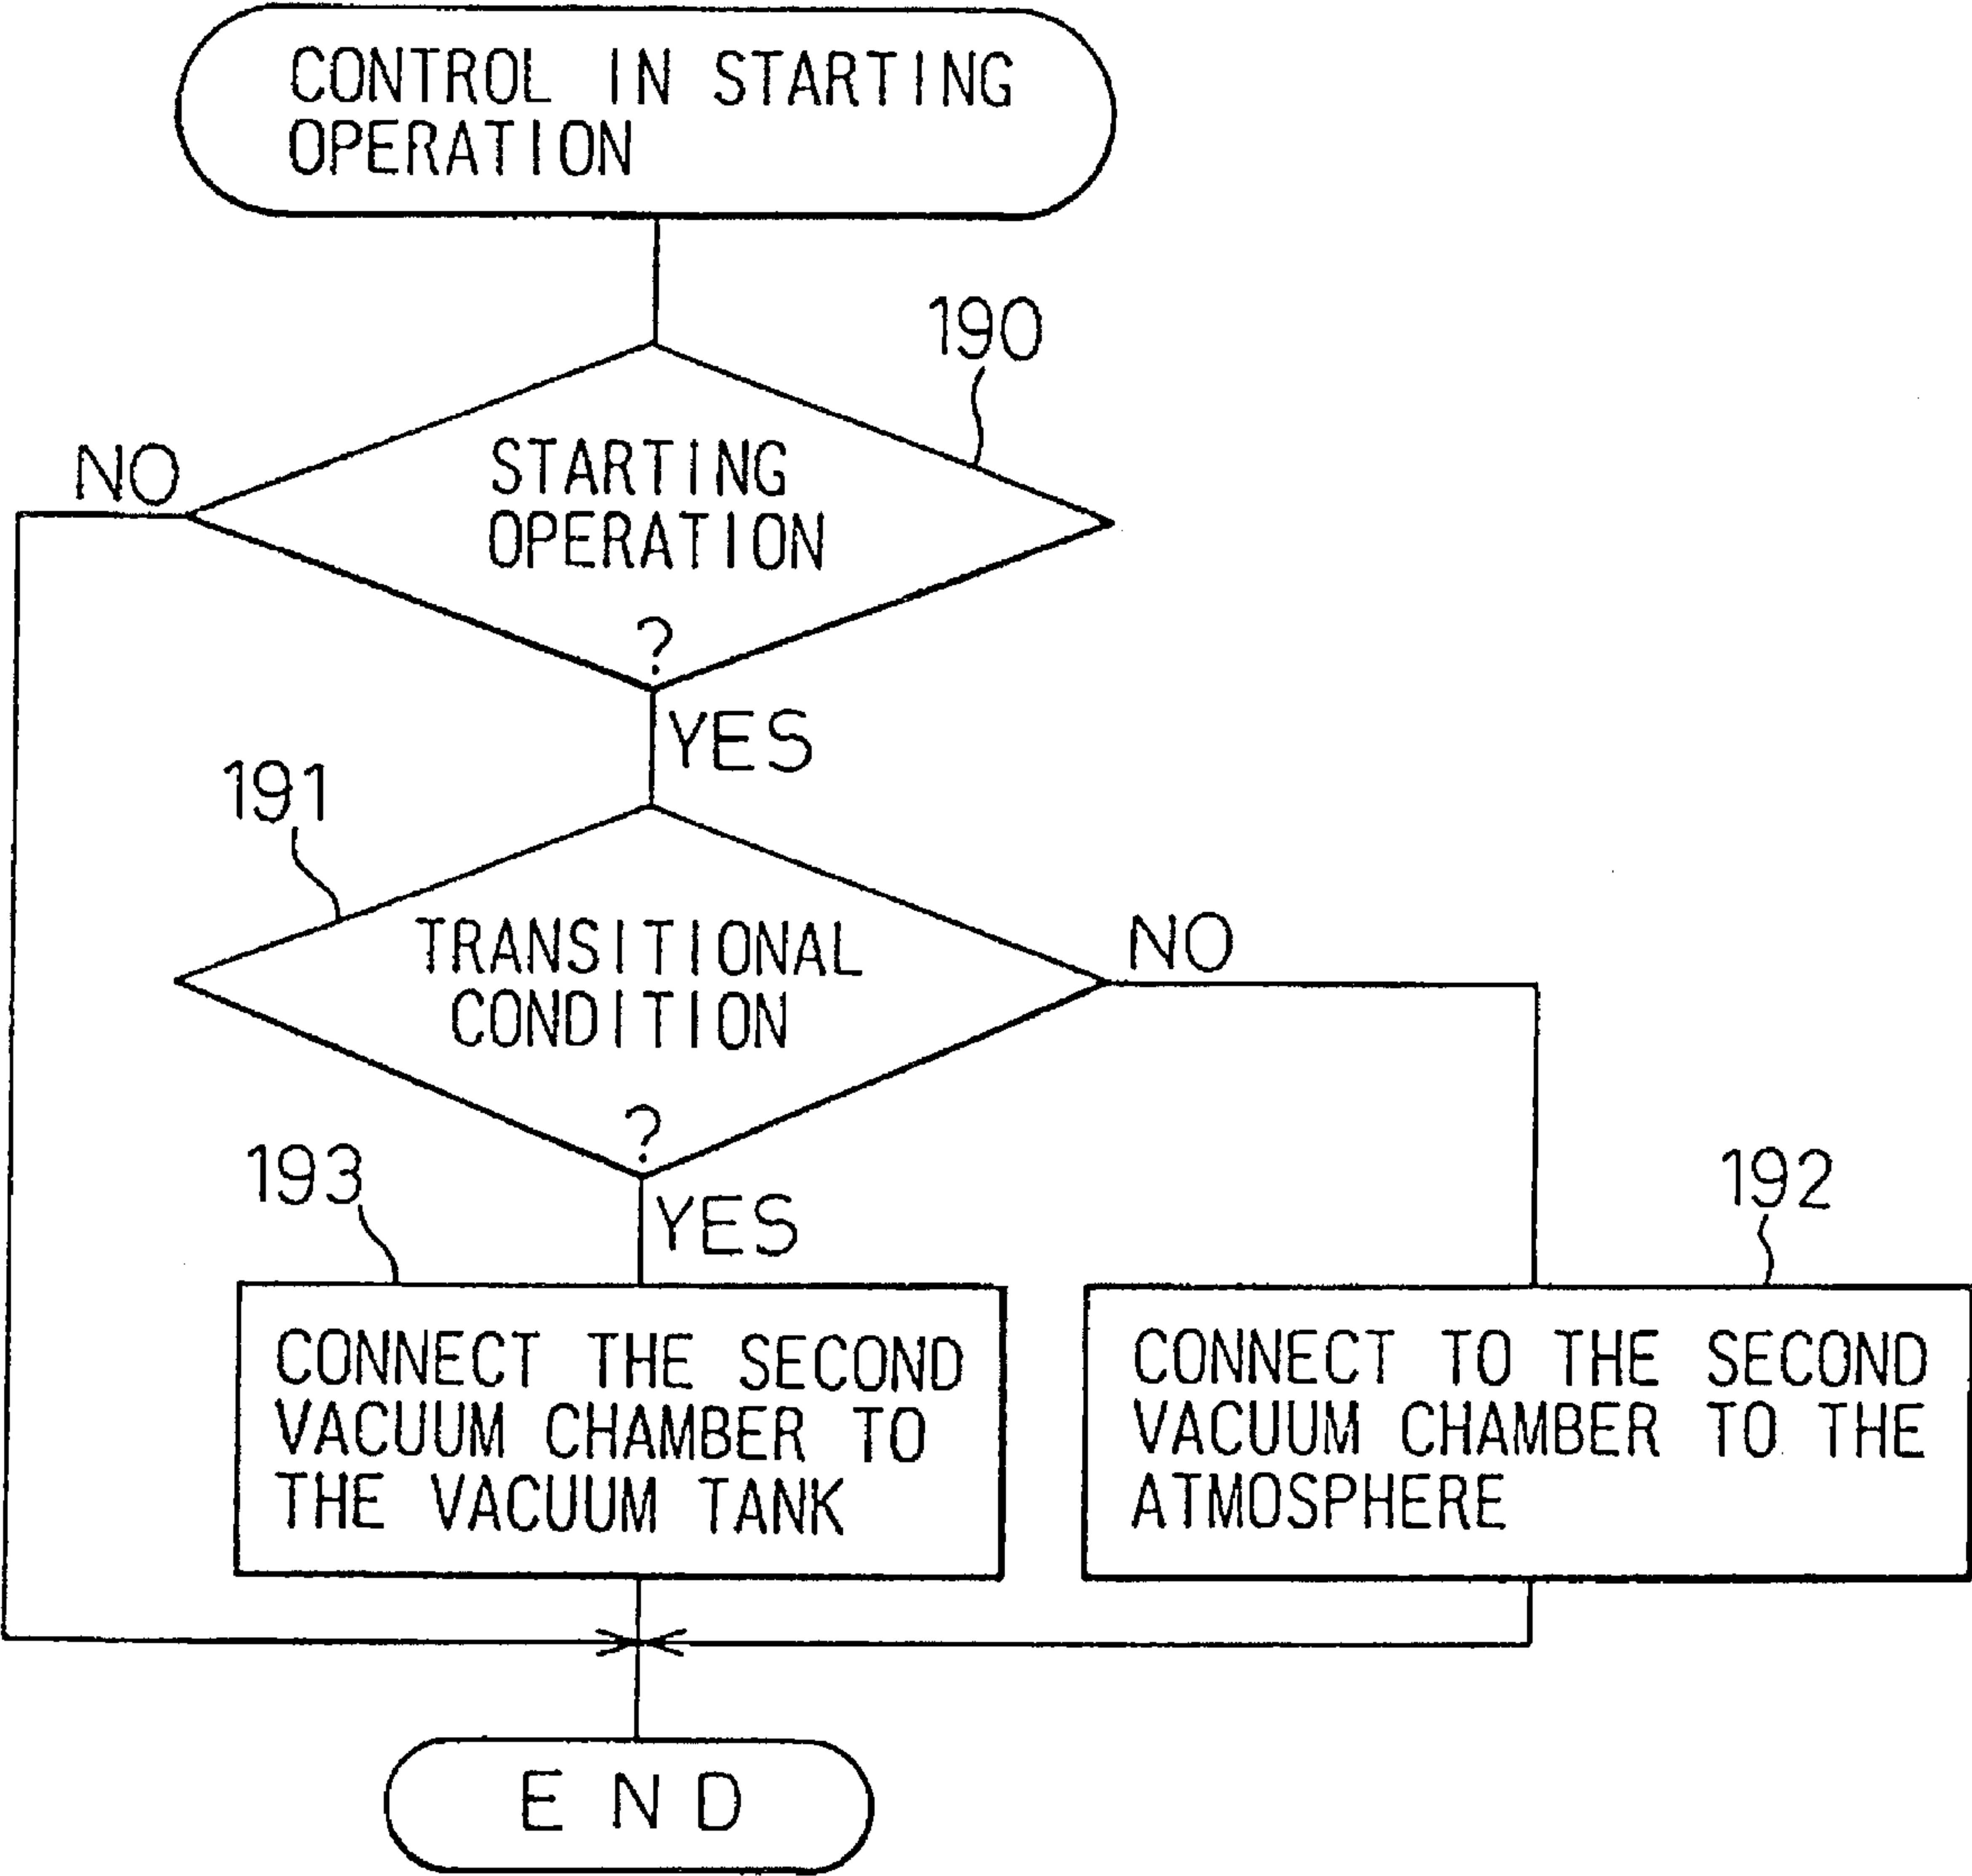 CONTROL IN STARTING
OPERATION
190
NO
STARTING
OPERATION
?
YES
191
TRANSITIONAL
CONDITION
?
NO
193
YES
192
CONNECT THE SECOND
VACUUM CHAMBER TO
THE VACUUM TANK
CONNECT TO THE SECOND
VACUUM CHAMBER TO THE
ATMOSPHERE
END